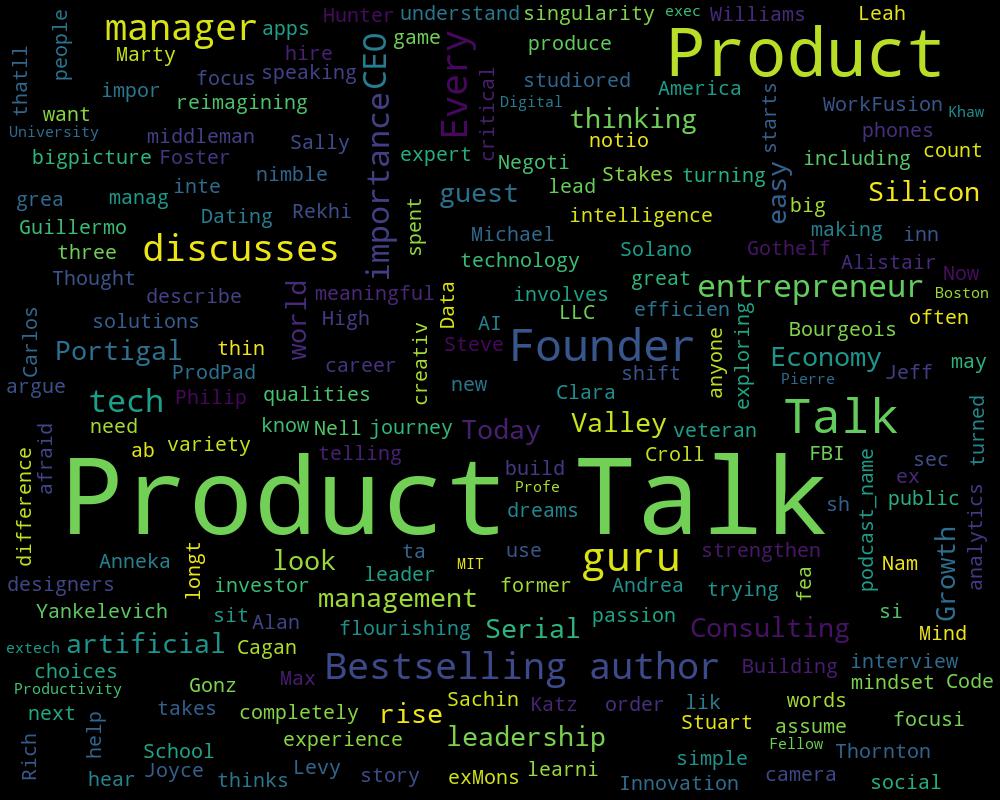 Hunter understand singularity exec Williams Leah
manager apps
people Marty hire game CEO Every produce Product
thatll impor focus speaking studiored America
want reimagining importance critical Digital thinking starts WorkFusion Khaw
University middleman Sally notio phones
bigpicture Foster expert Negoti including count
nimble Stakes turning easy
grea manag inte guest lead big Silicon
Guillermo Dating Rekhi spent intelligence making inn
three discusses Michael Solano Gothelf Alistair
Thought technology great Now
describe world meaningful Data involves entrepreneur Boston
Carlos solutions High LLC efficien often
Portigal thin creativ AI Steve Founder anyone exploring Bourgeois
ProdPad career shift Economy may
argue Philip qualities new Clara Pierre Jeff
tech
need know Nell journey Today Valley veteran Talk turned
difference afraid ab variety telling build Croll FBI sec
Product Talk Profe ex
dreams sh podcast_name public analytics
Anneka longt look ta MIT use guru strengthen Nam Growth
designers investor leader former Andrea trying fea
Yankelevich management passion si
sit Alan flourishing Serial Consulting Mind
extech artificial Cagan
choices Bestselling author Building interview
Productivity Gonz Max mindset Code
next takes completely rise Sachin Katz order lik words
Rich help Stuart assume focusi
School experience leadership Fellow Thornton
hear Joyce thinks Levy story exMons learni simple
Innovation camera social